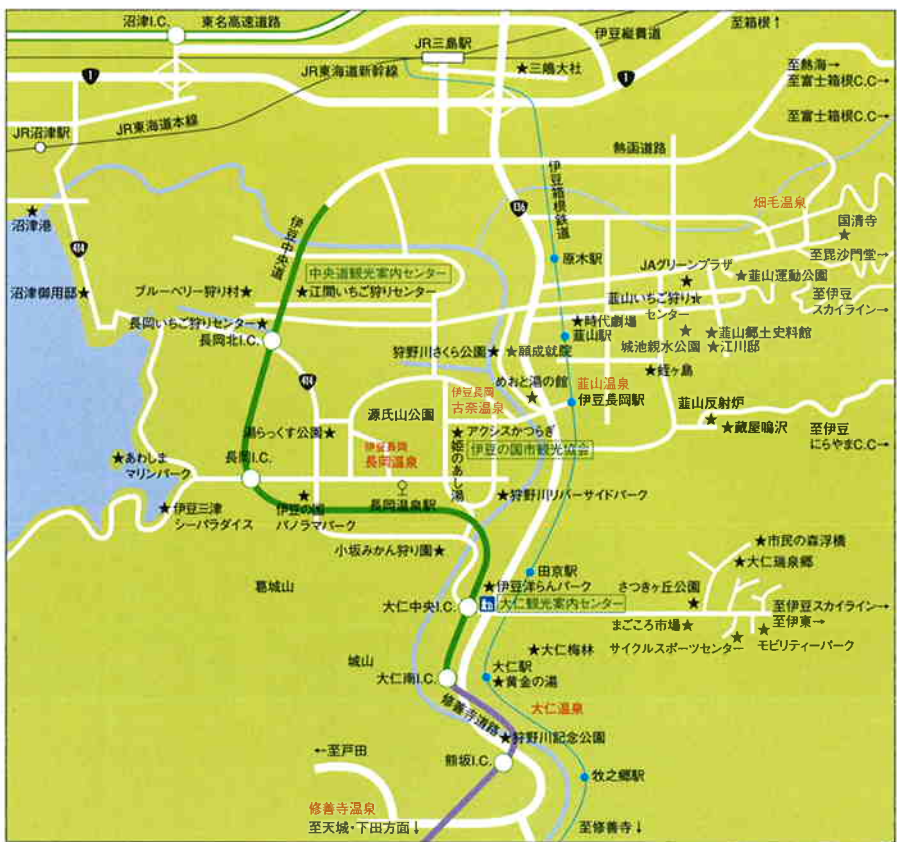 沼津I.C.
東名高速道路
至箱根↑
伊豆縦貫道
JR三島駅
1
JR東海道新幹線
★三嶋大社
1
至熱海→
至富士箱根C.C→
JR沼津駅
JR東海道本線
至富士箱根C.C→
熱函道路
伊豆箱根鉄道
136
畑毛温泉
沼津港
伊豆中央道
国清寺
414
原木駅
至毘沙門堂→
中央道観光案内センター
JAグリーンプラザ
★韮山運動公園
沼津御用邸★
ブルーベリー狩り村★
★江間いちご狩りセンター
韮山いちご狩り★
センター
至伊豆
スカイライン→
長岡いちご狩りセンター★
★時代劇場
韮山駅
★韮山郷土史料館
長岡北I.C.
城池親水公園
★江川邸
狩野川さくら公園★
★願成就院
蛭ヶ島
414
めおと湯の館
韮山温泉
伊豆長岡
古奈温泉
伊豆長岡駅
韮山反射炉
源氏山公園
★蔵屋鳴沢
湯らっくす公園★
★アクシスかつらぎ
至伊豆
にらやまC.C→
伊豆長岡
長岡温泉
姫のあし湯
伊豆の国市観光協会
★あわしま
マリンパーク
長岡I.C.
伊豆の国
パノラマパーク
長岡温泉駅
★狩野川リバーサイドパーク
★伊豆三津
シーパラダイス
小坂みかん狩り園★
★市民の森浮橋
★大仁瑞泉郷
田京駅
葛城山
★伊豆洋らんパーク
さつきヶ丘公園
大仁中央I.C.
大仁観光案内センター
至伊豆スカイライン→
至伊東→
まごころ市場★
サイクルスポーツセンター
モビリティーパーク
城山
★大仁梅林
大仁駅
大仁南I.C.
★黄金の湯
修善寺道路
大仁温泉
★狩野川記念公園
←至戸田
熊坂I.C.
牧之郷駅
修善寺温泉
至天城・下田方面↓
至修善寺↓